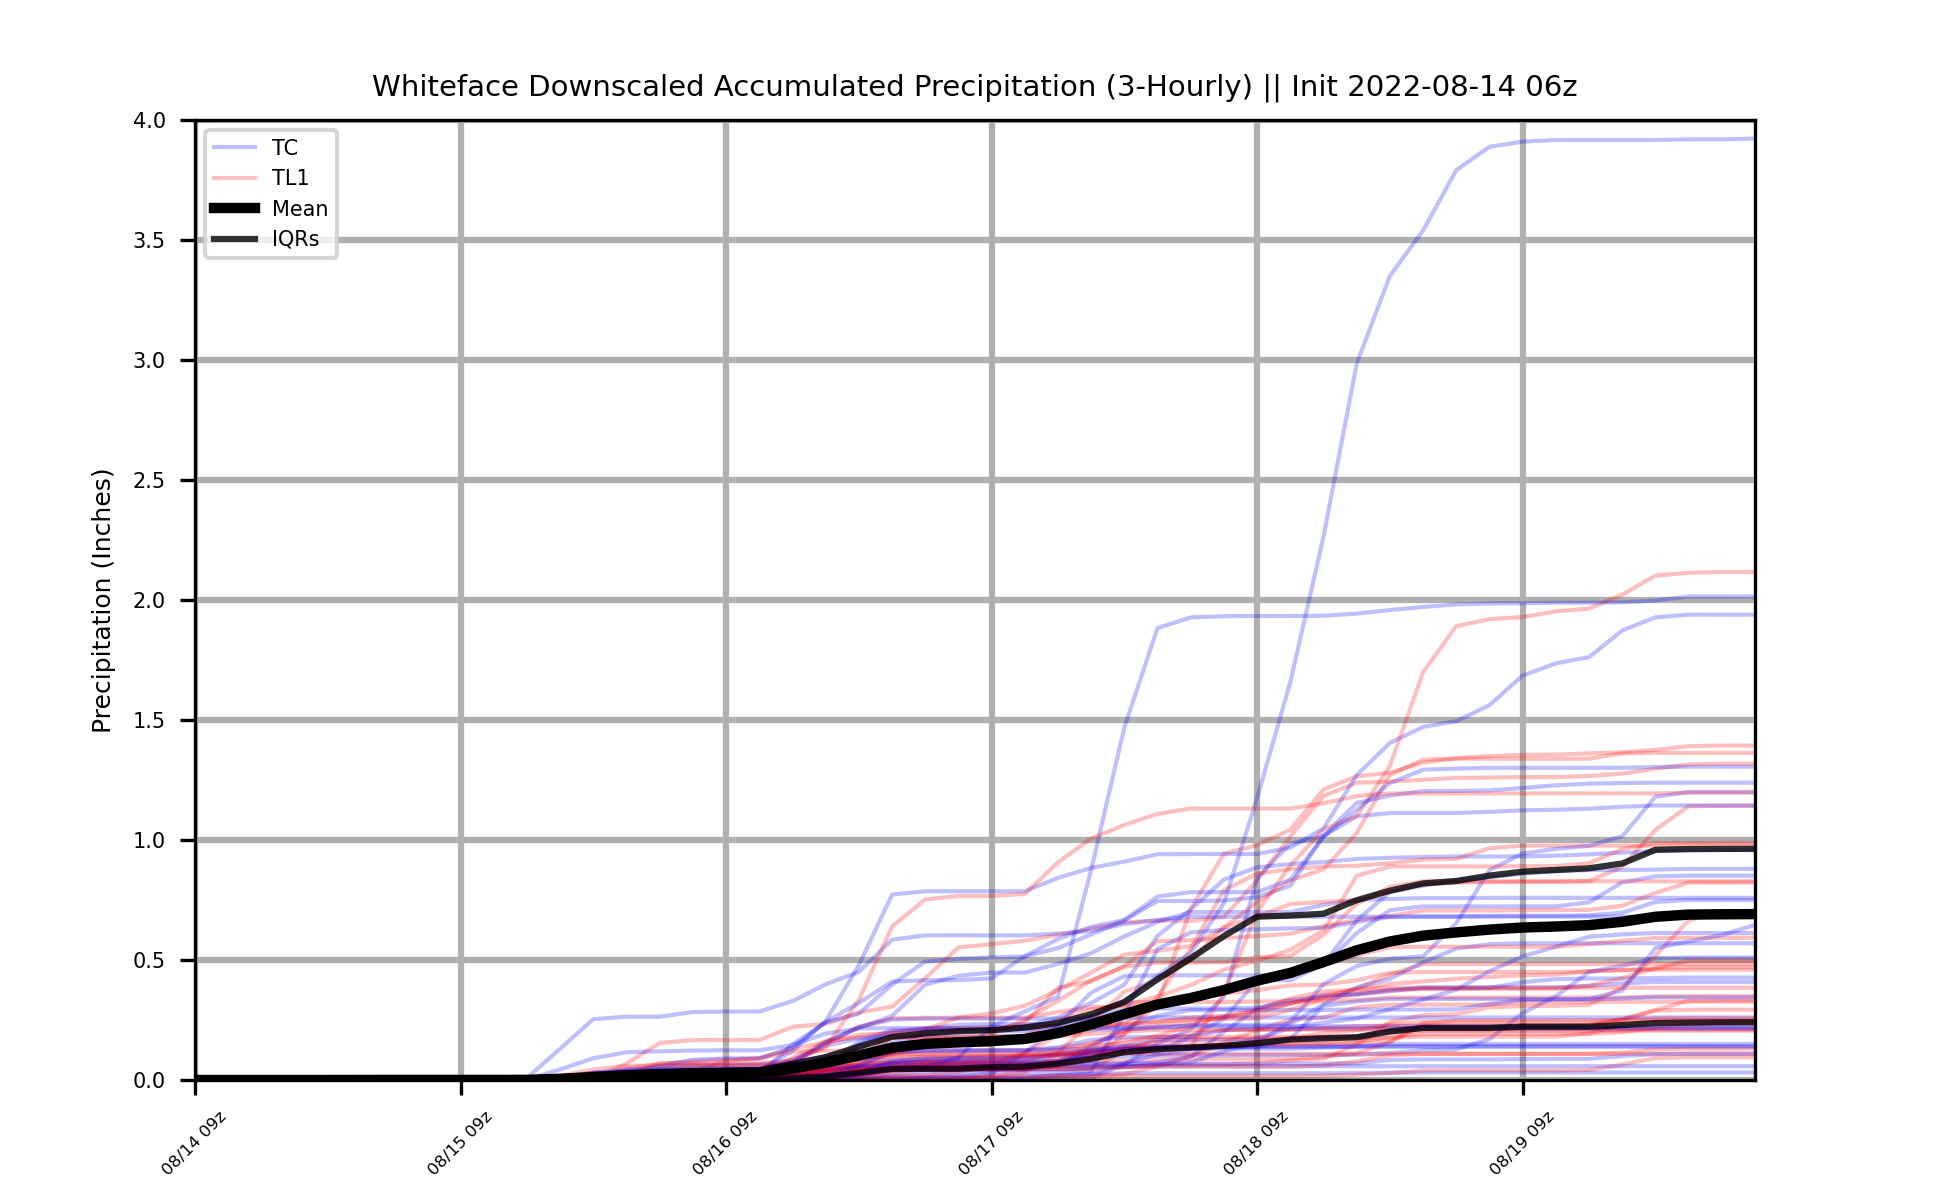 Whiteface Downscaled Accumulated Precipitation (3-Hourly) || Init 2022-08-14 06z
Precipitation (Inches)
4.0
3.5
3.0
2.5
2.0
1.5
1.0
0.5
0.0
TC
TL1
Mean
IQRs
08/14 09z
08/15 09z
08/16 09z
08/17 09z
08/18 09z
08/19 09z